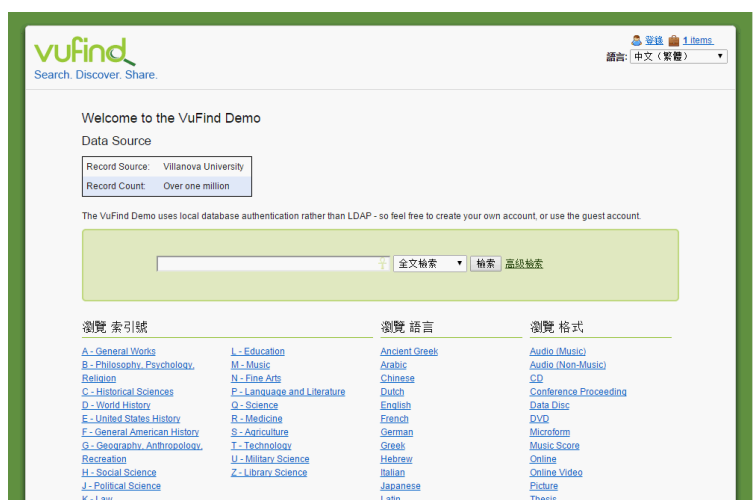 vufind
登錄 1 items
語言: 中文（繁體）
Search. Discover. Share.
Welcome to the VuFind Demo
Data Source
Record Source: Villanova University
Record Count: Over one million
The VuFind Demo uses local database authentication rather than LDAP - so feel free to create your own account, or use the guest account.
全文檢索 檢索 高級檢索
瀏覽 索引號
A - General Works
B - Philosophy, Psychology,
Religion
C - Historical Sciences
D - World History
E - United States History
F - General American History
G - Geography, Anthropology,
Recreation
H - Social Science
J - Political Science
K - Law
L - Education
M - Music
N - Fine Arts
P - Language and Literature
Q - Science
R - Medicine
S - Agriculture
T - Technology
U - Military Science
Z - Library Science
瀏覽 語言
Ancient Greek
Arabic
Chinese
Dutch
English
French
German
Greek
Hebrew
Italian
Japanese
Latin
瀏覽 格式
Audio (Music)
Audio (Non-Music)
CD
Conference Proceeding
Data Disc
DVD
Microform
Music Score
Online
Online Video
Picture
Thesis